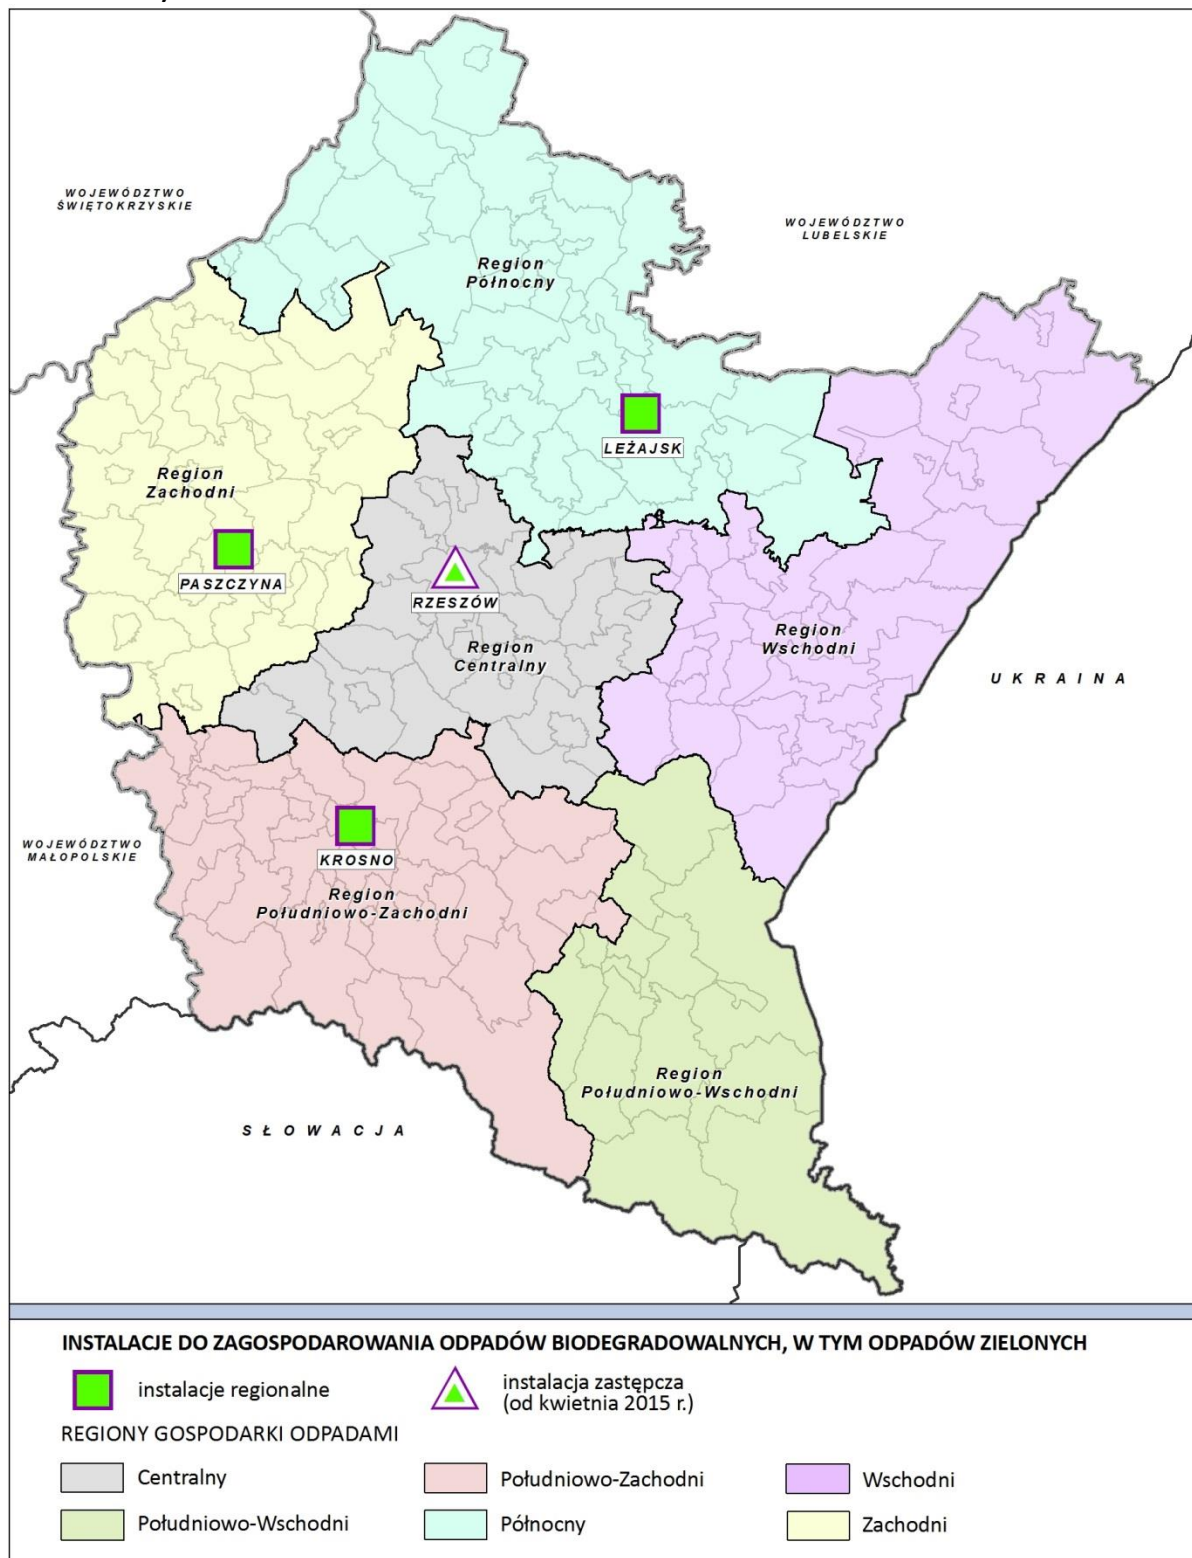 WOJEWÓDZTWO
ŚWIĘTOKRZYSKIE
WOJEWÓDZTWO
LUBELSKIE
Region
Północny
LEŻAJSK
Region
Zachodni
PASZCZYNA
RZESZÓW
Region
Centralny
Region
Wschodni
UKRAINA
WOJEWÓDZTWO
MAŁOPOLSKIE
KROSNO
Region
Południowo-Zachodni
Region
Południowo-Wschodni
SŁOWACJA
INSTALACJE DO ZAGOSPODAROWANIA ODPADÓW BIODEGRADOWALNYCH, W TYM ODPADÓW ZIELONYCH
instalacje regionalne
instalacja zastępcza
(od kwietnia 2015 r.)
REGIONY GOSPODARKI ODPADAMI
Centralny
Południowo-Zachodni
Wschodni
Południowo-Wschodni
Północny
Zachodni